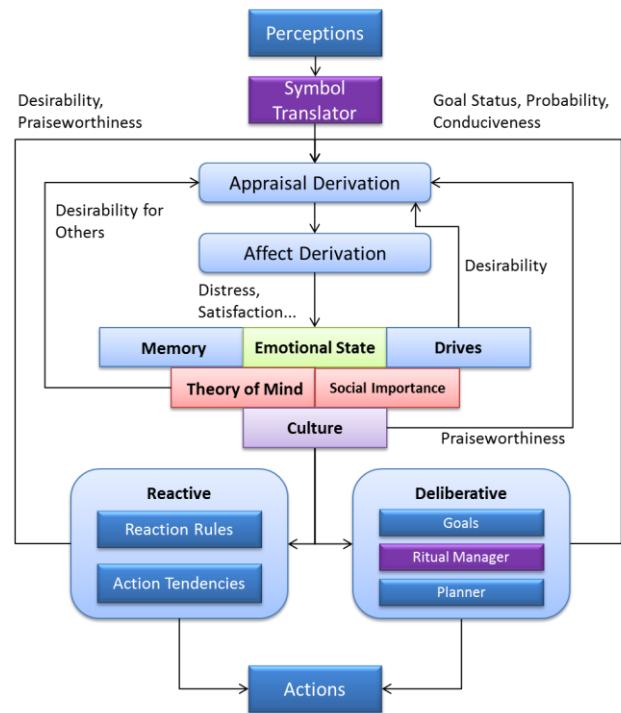 Perceptions
Symbol
Translator
Desirability,
Praiseworthiness
Goal Status, Probability,
Conduciveness
Appraisal Derivation
Desirability for
Others
Affect Derivation
Desirability
Distress,
Satisfaction...
Memory
Emotional State
Drives
Theory of Mind
Social Importance
Culture
Praiseworthiness
Reactive
Reaction Rules
Action Tendencies
Deliberative
Goals
Ritual Manager
Planner
Actions